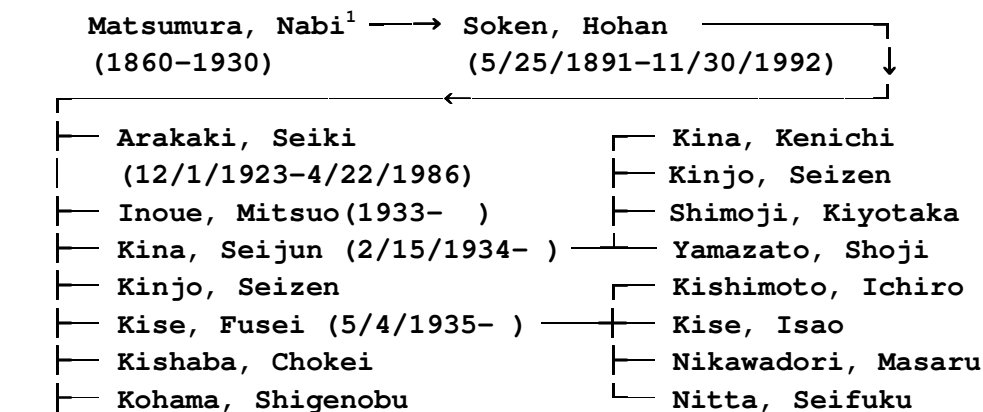 Matsumura, Nabi¹ → Soken, Hohan
(1860-1930) (5/25/1891-11/30/1992)
Arakaki, Seiki Kina, Kenichi
(12/1/1923-4/22/1986) Kinjo, Seizen
Inoue, Mitsuo(1933- ) Shimoji, Kiyotaka
Kina, Seijun (2/15/1934- ) Yamazato, Shoji
Kinjo, Seizen Kishimoto, Ichiro
Kise, Fusei (5/4/1935- ) Kise, Isao
Kishaba, Chokei Nikawadori, Masaru
Kohama, Shigenobu Nitta, Seifuku